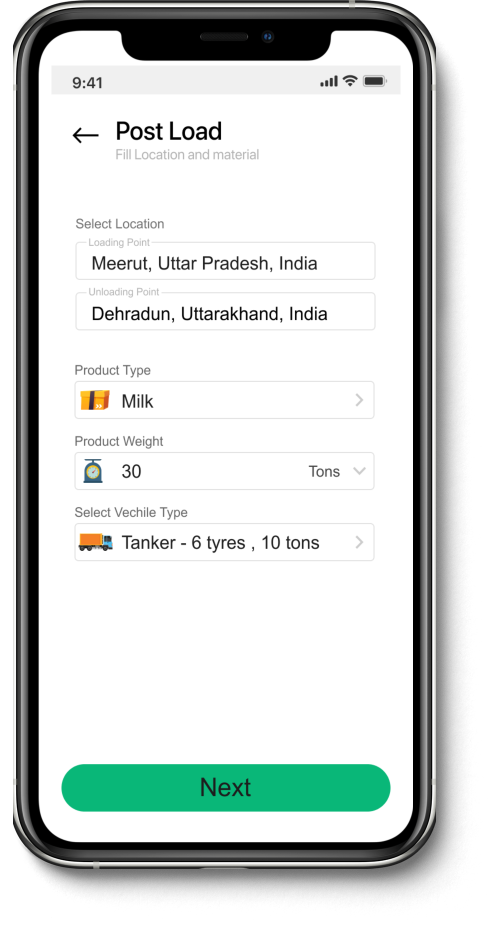 9:41
Post Load
Fill Location and material
Select Location
Loading Point
Meerut, Uttar Pradesh, India
Unloading Point
Dehradun, Uttarakhand, India
Product Type
Milk
Product Weight
30 Tons
Select Vechile Type
Tanker - 6 tyres , 10 tons
Next